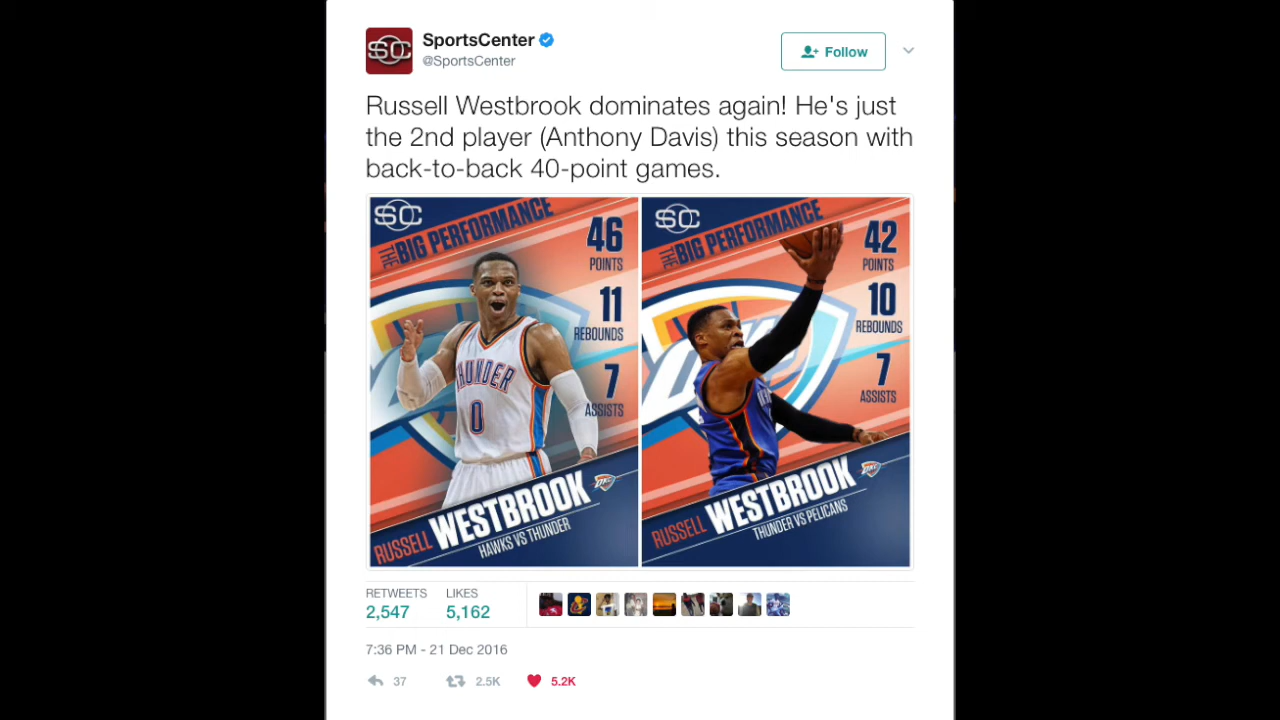 SC
SportsCenter
@SportsCenter
Follow
Russell Westbrook dominates again! He's just
the 2nd player (Anthony Davis) this season with
back-to-back 40-point games.
SC
THE BIG PERFORMANCE
46
POINTS
11
REBOUNDS
7
ASSISTS
THUNDER
0
RUSSELL WESTBROOK
OKC
HAWKS VS THUNDER
SC
THE BIG PERFORMANCE
42
POINTS
10
REBOUNDS
7
ASSISTS
RUSSELL WESTBROOK
OKC
THUNDER VS PELICANS
RETWEETS LIKES
2,547 5,162
7:36 PM - 21 Dec 2016
37 2.5K 5.2K